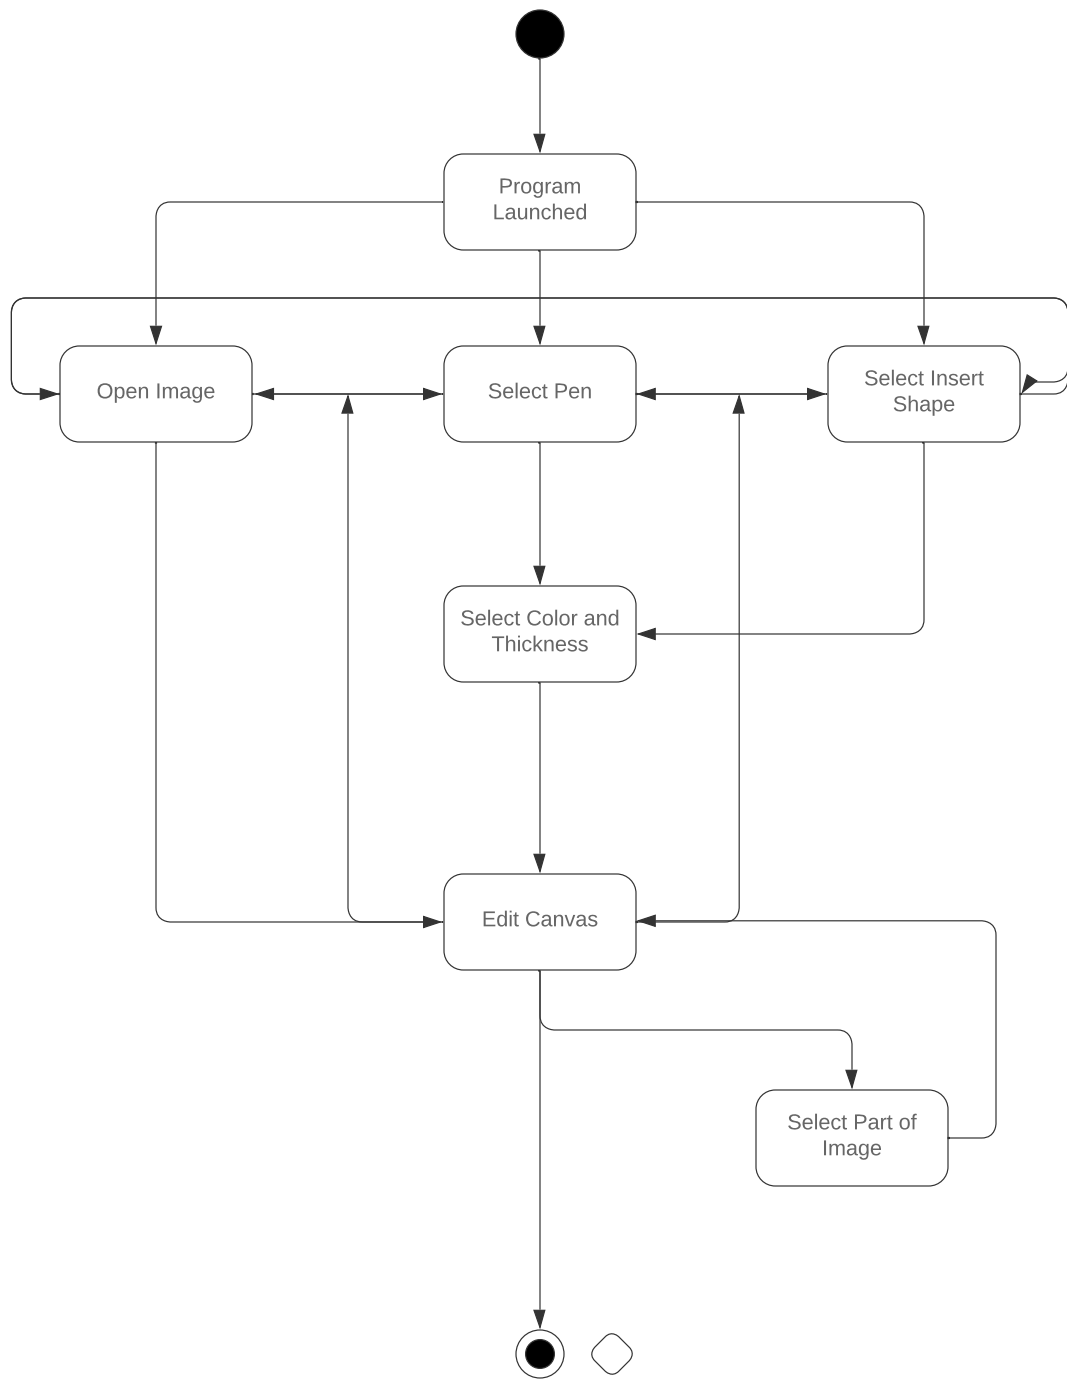 Program
Launched
Open Image
Select Pen
Select Insert
Shape
Select Color and
Thickness
Edit Canvas
Select Part of
Image